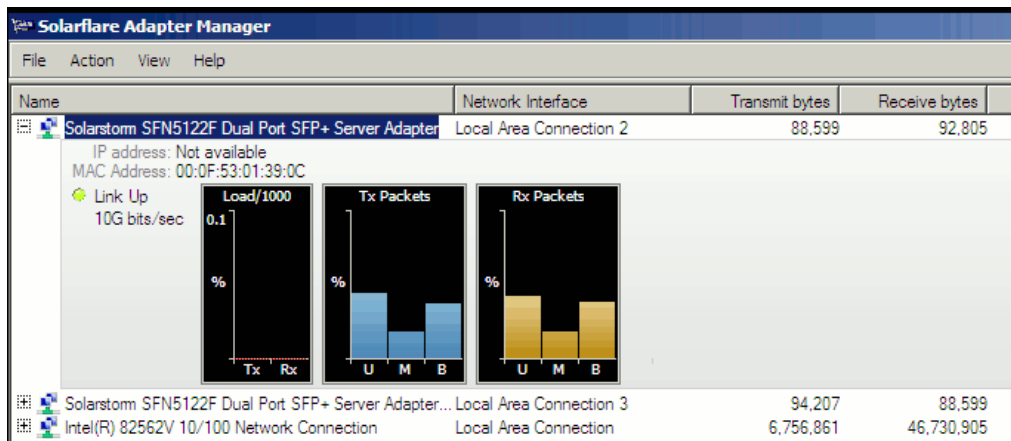 Solarflare Adapter Manager
File Action View Help
Name Network Interface Transmit bytes Receive bytes
Solarstorm SFN5122F Dual Port SFP+ Server Adapter Local Area Connection 2 88,599 92,805
IP address: Not available
MAC Address: 00:0F:53:01:39:0C
Link Up
10G bits/sec
Load/1000
0.1
%
Tx Rx
Tx Packets
%
U M B
Rx Packets
%
U M B
Solarstorm SFN5122F Dual Port SFP+ Server Adapter... Local Area Connection 3 94,207 88,599
Intel(R) 82562V 10/100 Network Connection Local Area Connection 6,756,861 46,730,905